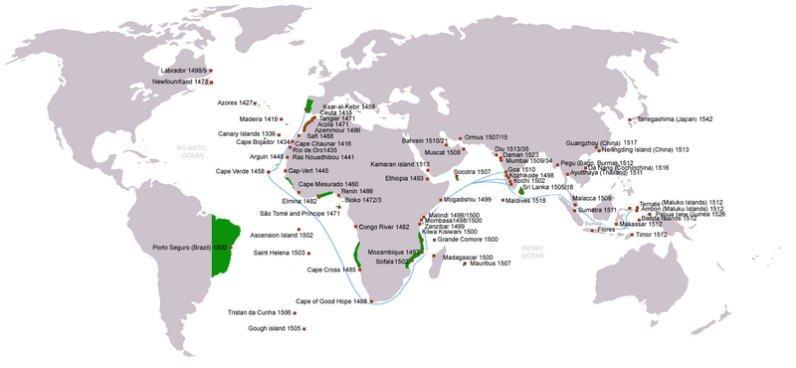 Labrador 1498/9
Newfoundland 1473
Azores 1427
Madeira 1419
Canary Islands 1336
Cape Bojador 1434
Arguin 1448
Cape Verde 1458
Ksar-el-Kebir 1458
Ceuta 1415
Tangier 1471
Arzila 1471
Azemmour 1486
Safi 1488
Cape Chaunar 1416
Rio de Oro1435
Ras Nouadhibou 1441
Cap-Vert 1445
Cape Mesurado 1460
Elmina 1482
Benin 1486
Bioko 1472/3
São Tomé and Príncipe 1471
Congo River 1482
Ascension Island 1502
Porto Seguro (Brazil) 1500
Saint Helena 1503
Cape Cross 1485
Cape of Good Hope 1488
Tristan da Cunha 1506
Gough island 1505
ATLANTIC
OCEAN
Bahrein 1510/21
Ormus 1507/15
Muscat 1508
Kamaran island 1513
Ethiopia 1493
Socotra 1507
Mogadishu 1499
Malindi 1498/1500
Mombasa1498/1500
Zanzibar 1499
Kilwa Kisiwani 1500
Grande Comore 1500
Mozambique 1497
Sofala 1502
Madagascar 1500
Mauritius 1507
INDIAN
OCEAN
Diu 1513/35
Daman 1523
Mumbai 1509/34
Goa 1510
Kozhikode 1498
Kochi 1502
Sri Lanka 1505/18
Maldives 1518
Tanegashima (Japan) 1542
Guangzhou (China) 1517
Neilingding Island (China) 1513
Pegu (Bago, Burma) 1512
Da Nang (Cochinchina) 1516
Ayutthaya (Thailand) 1511
Malacca 1509
Sumatra 1511
Ternate (Maluko Islands) 1512
Ambon (Maluko Islands) 1512
Papua New Guinea 1526
Banda Islands 1512
Makassar 1512
Flores
Timor 1512